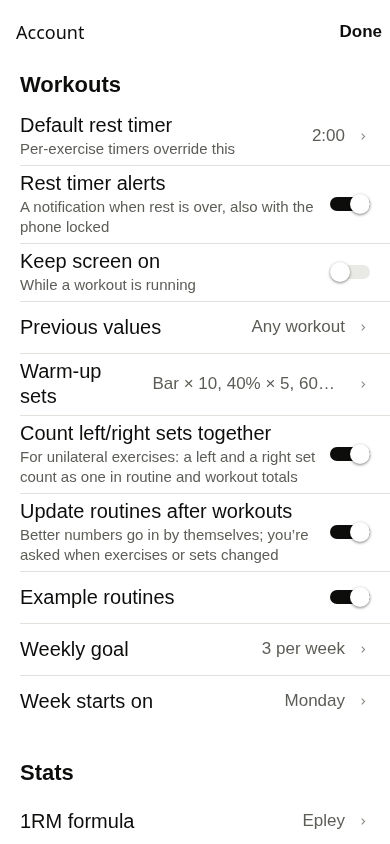 Account
Done
Workouts
Default rest timer
Per-exercise timers override this
2:00
Rest timer alerts
A notification when rest is over, also with the
phone locked
Keep screen on
While a workout is running
Previous values
Any workout
Warm-up
sets
Bar × 10, 40% × 5, 60…
Count left/right sets together
For unilateral exercises: a left and a right set
count as one in routine and workout totals
Update routines after workouts
Better numbers go in by themselves; you’re
asked when exercises or sets changed
Example routines
Weekly goal
3 per week
Week starts on
Monday
Stats
1RM formula
Epley